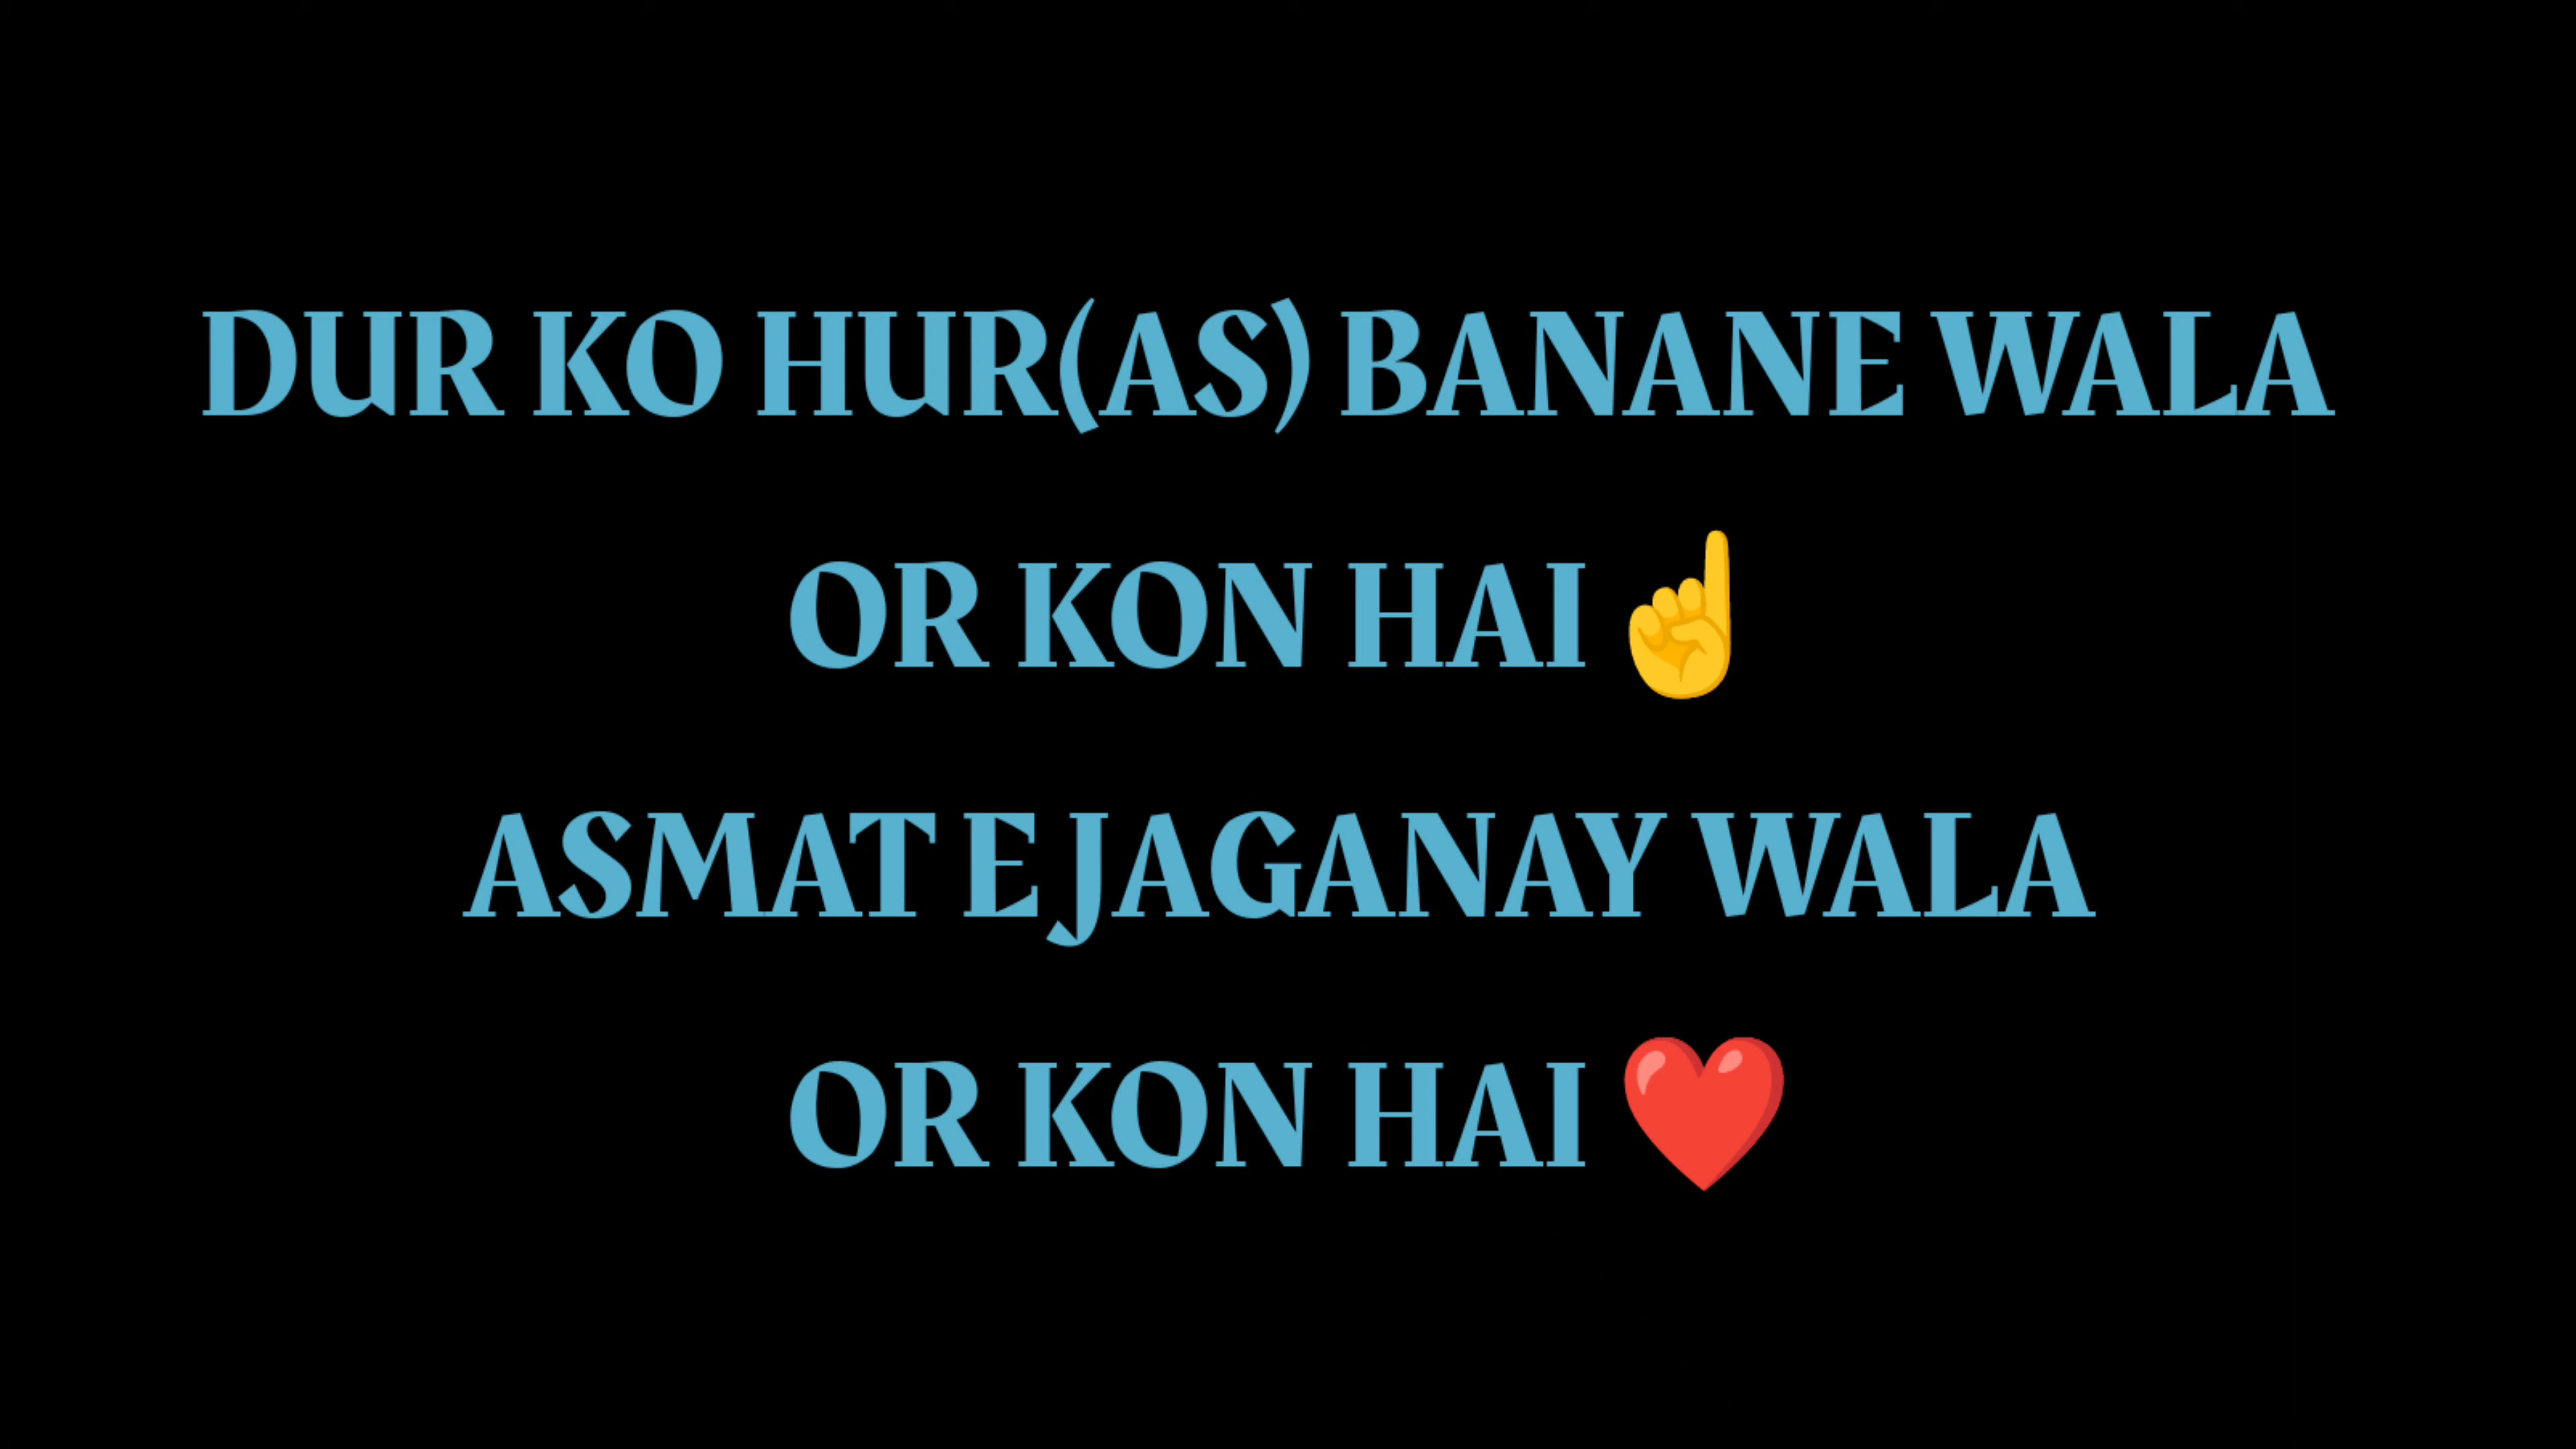 DUR KO HUR(AS) BANANE WALA
OR KON HAI ☝️
ASMAT E JAGANAY WALA
OR KON HAI ❤️